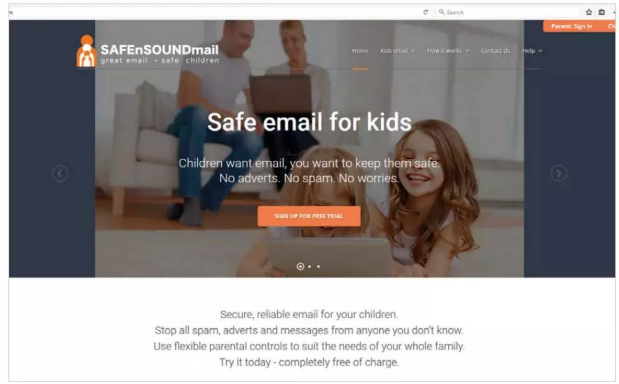 Search
Parent: Sign In
SAFEnSOUNDmail
great email - safe children
Home Kids email How it works Contact Us Help
Safe email for kids
Children want email, you want to keep them safe.
No adverts. No spam. No worries.
SIGN UP FOR FREE TRIAL
Secure, reliable email for your children.
Stop all spam, adverts and messages from anyone you don't know.
Use flexible parental controls to suit the needs of your whole family.
Try it today - completely free of charge.